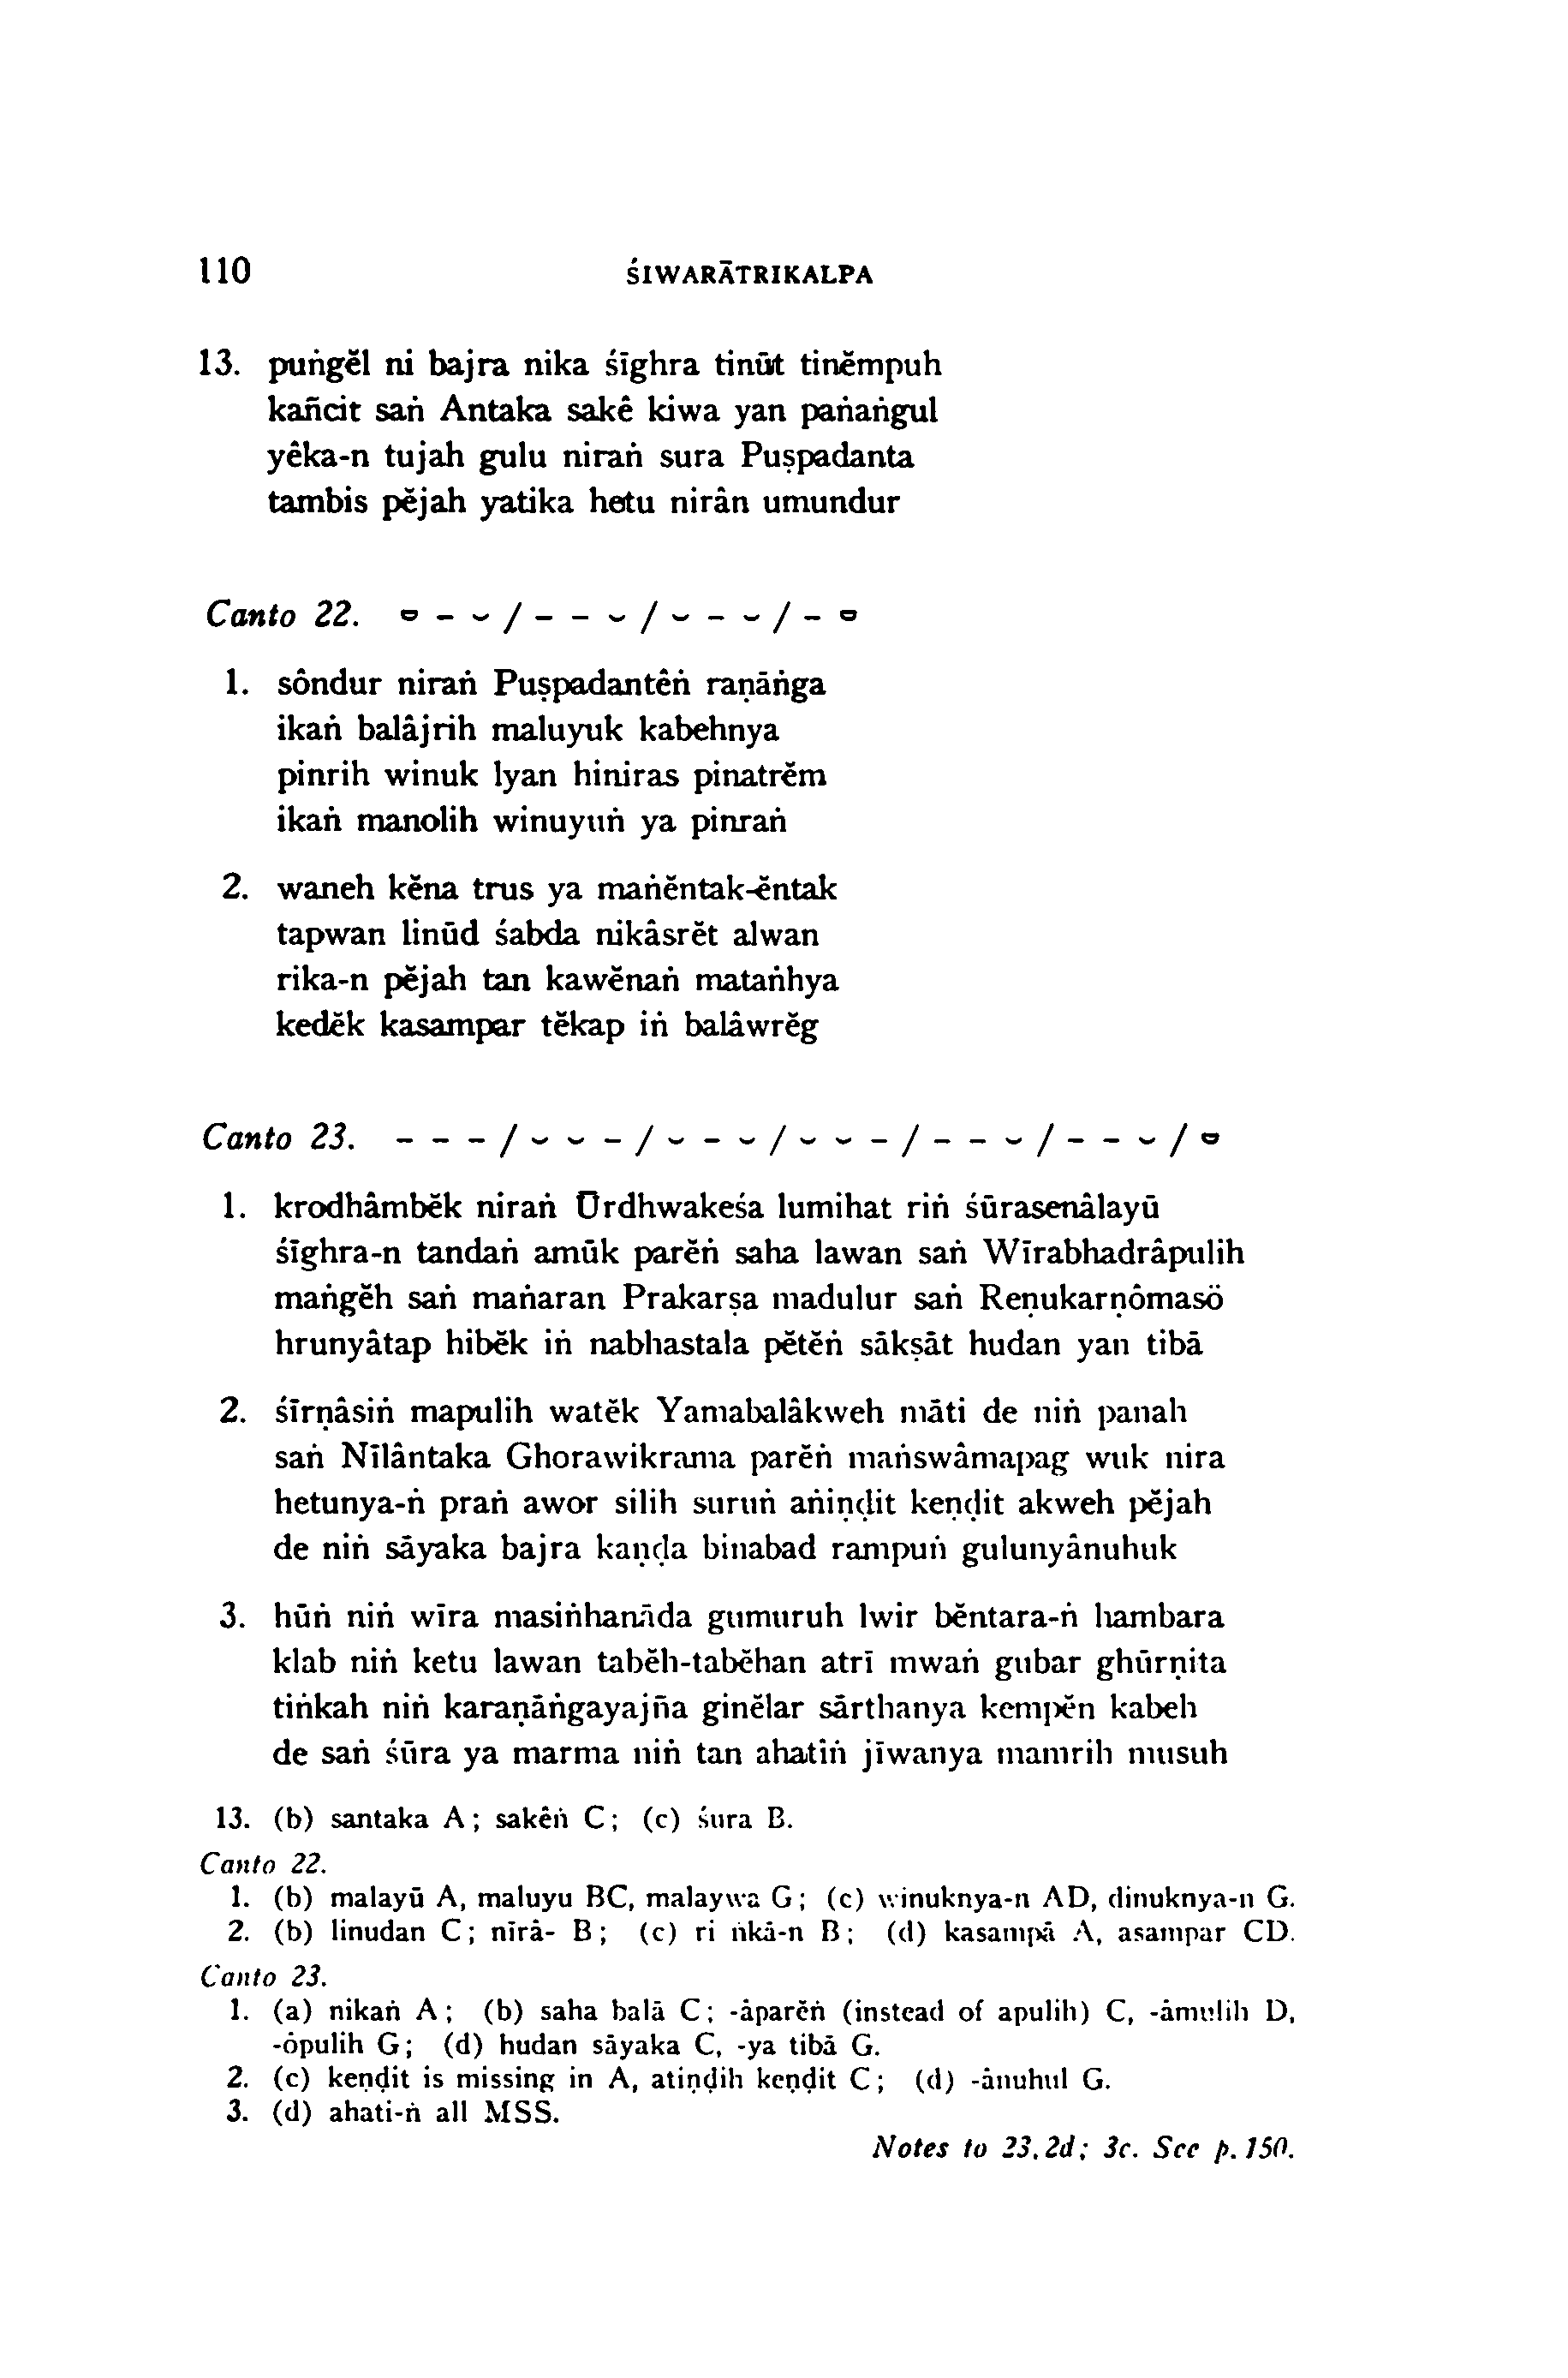 110 ŚIWARĀTRIKALPA
13. puṅgĕl ni bajra nika śīghra tinūt tinĕmpuh
kañcit saṅ Antaka sakê kiwa yan paṅaṅgul
yêka-n tujah gulu niraṅ sura Puṣpadanta
tambis pĕjah yatika hetu nirân umundur
Canto 22. ⏓ - ⏑ / - - ⏑ / ⏑ - ⏑ / - ⏓
1. sôndur niraṅ Puṣpadantêṅ raṇāṅga
ikaṅ balâjrih maluyuk kabehnya
pinrih winuk lyan hiniras pinatrĕm
ikaṅ manolih winuyuṅ ya pinraṅ
2. waneh kĕna trus ya maṅĕntak-ĕntak
tapwan linūd śabda nikâsrĕt alwan
rika-n pĕjah tan kawĕnaṅ mataṅhya
kedĕk kasampar tĕkap iṅ balâwrĕg
Canto 23. - - - / ⏑ ⏑ - / ⏑ - ⏑ / ⏑ ⏑ - / - - ⏑ / - - ⏑ / ⏓
1. krodhâmbĕk niraṅ Ūrdhwakeśa lumihat riṅ śūrasenâlayū
śīghra-n tandaṅ amūk parĕṅ saha lawan saṅ Wīrabhadrâpulih
maṅgĕh saṅ maṅaran Prakarṣa madulur saṅ Reṇukarṇômasö
hrunyâtap hibĕk iṅ nabhastala pĕtĕṅ sākṣāt hudan yan tibā
2. śīrṇâsiṅ mapulih watĕk Yamabalâkweh māti de niṅ panah
saṅ Nīlântaka Ghorawikrama parĕṅ maṅswâmapag wuk nira
hetunya-ṅ praṅ awor silih suruṅ aṅiṇḍit keṇḍit akweh pĕjah
de niṅ sāyaka bajra kaṇḍa binabad rampuṅ gulunyânuhuk
3. hūṅ niṅ wīra masiṅhanāda gumuruh lwir bĕntara-ṅ hambara
klab niṅ ketu lawan tabĕh-tabĕhan atrī mwaṅ gubar ghūrṇita
tiṅkah niṅ karaṇāṅgayajña ginĕlar sārthanya kempĕn kabeh
de saṅ śūra ya marma niṅ tan ahatiṅ jīwanya mamrih musuh
13. (b) santaka A; sakêṅ C; (c) śura B.
Canto 22.
1. (b) malayū A, maluyu BC, malaywa G; (c) winuknya-n AD, dinuknya-n G.
2. (b) linudan C; nīrâ- B; (c) ri ṅkā-n B; (d) kasampā A, asampar CD.
Canto 23.
1. (a) nikaṅ A; (b) saha balā C; -âparĕṅ (instead of apulih) C, -âmulih D,
-ôpulih G; (d) hudan sāyaka C, -ya tibā G.
2. (c) keṇḍit is missing in A, atiṇḍih keṇḍit C; (d) -ânuhul G.
3. (d) ahati-ṅ all MSS.
Notes to 23.2d; 3c. See p. 150.